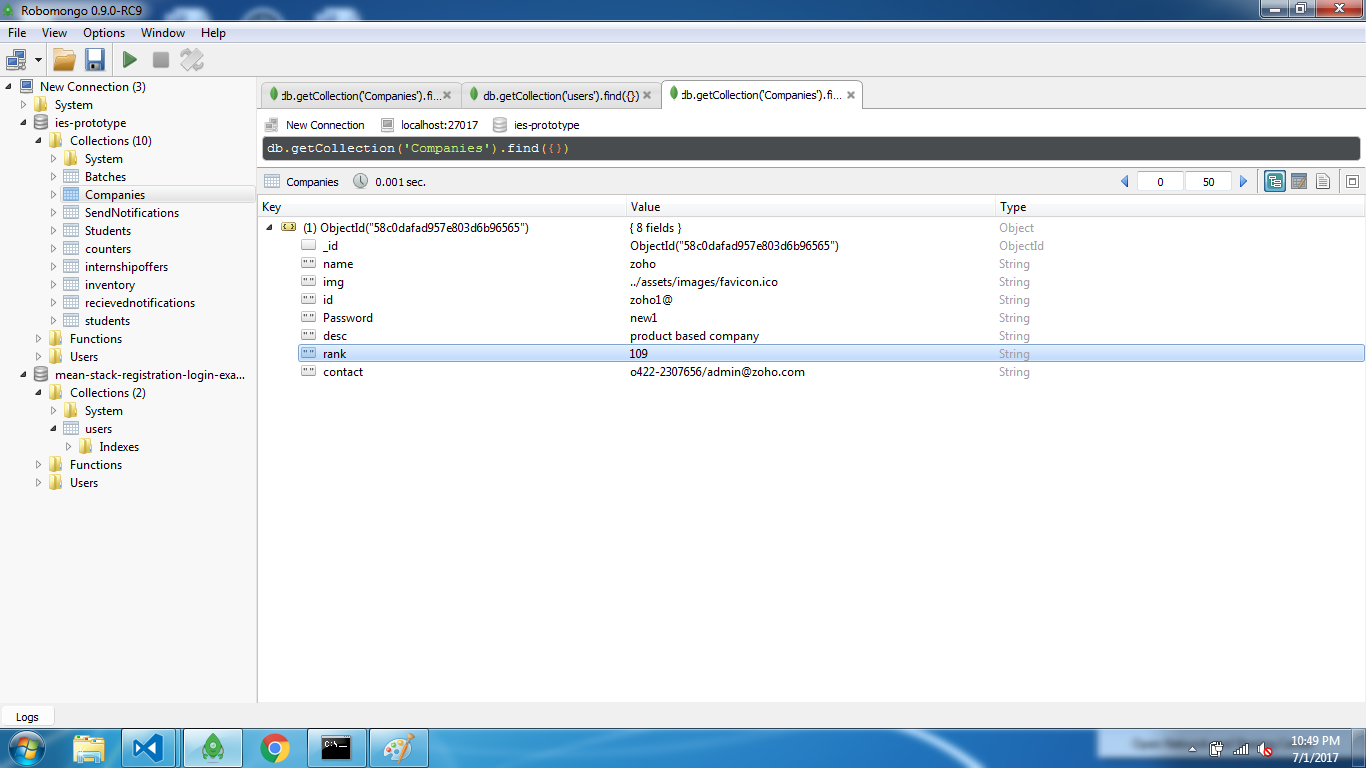 Robomongo 0.9.0-RC9
File View Options Window Help
New Connection (3)
System
ies-prototype
Collections (10)
System
Batches
Companies
SendNotifications
Students
counters
internshipoffers
inventory
recievednotifications
students
Functions
Users
mean-stack-registration-login-exa...
Collections (2)
System
users
Indexes
Functions
Users
db.getCollection('Companies').fi... db.getCollection('users').find({}) db.getCollection('Companies').fi...
New Connection localhost:27017 ies-prototype
db.getCollection('Companies').find({})
Companies 0.001 sec. 0 50
Key Value Type
(1) ObjectId("58c0dafad957e803d6b96565") { 8 fields } Object
_id ObjectId("58c0dafad957e803d6b96565") ObjectId
name zoho String
img ../assets/images/favicon.ico String
id zoho1@ String
Password new1 String
desc product based company String
rank 109 String
contact o422-2307656/admin@zoho.com String
Logs
C:\
10:49 PM
7/1/2017